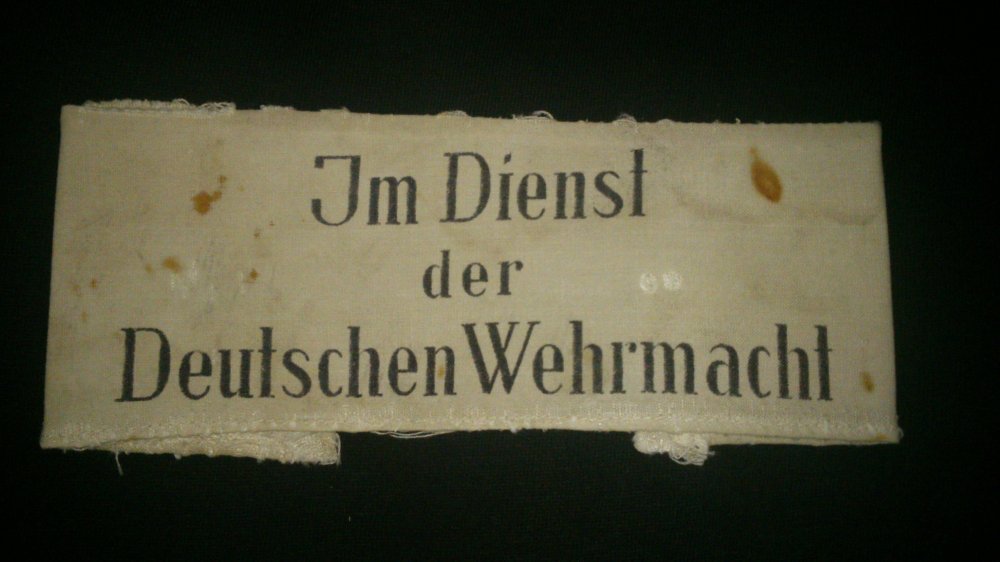 Im Dienst
der
Deutschen Wehrmacht